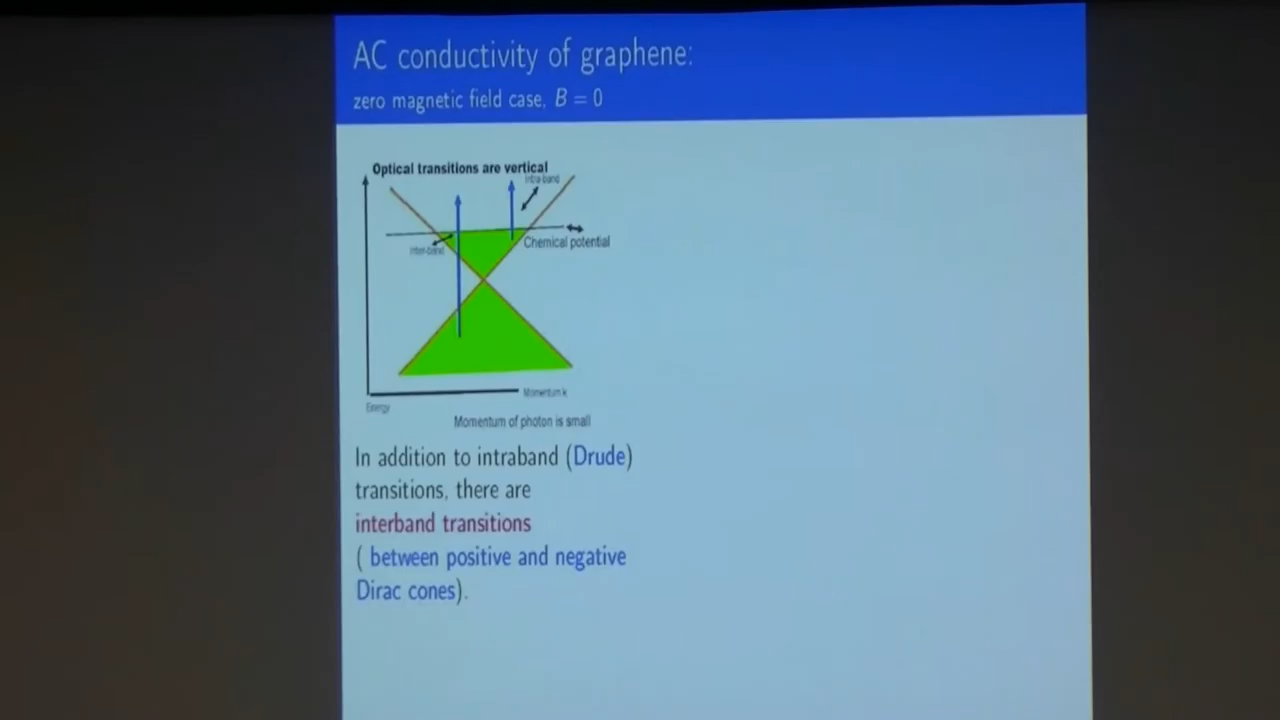 AC conductivity of graphene:
zero magnetic field case, B = 0
Optical transitions are vertical
Intra-band
Inter-band
Chemical potential
Momentum k
Energy
Momentum of photon is small
In addition to intraband (Drude)
transitions, there are
interband transitions
( between positive and negative
Dirac cones).